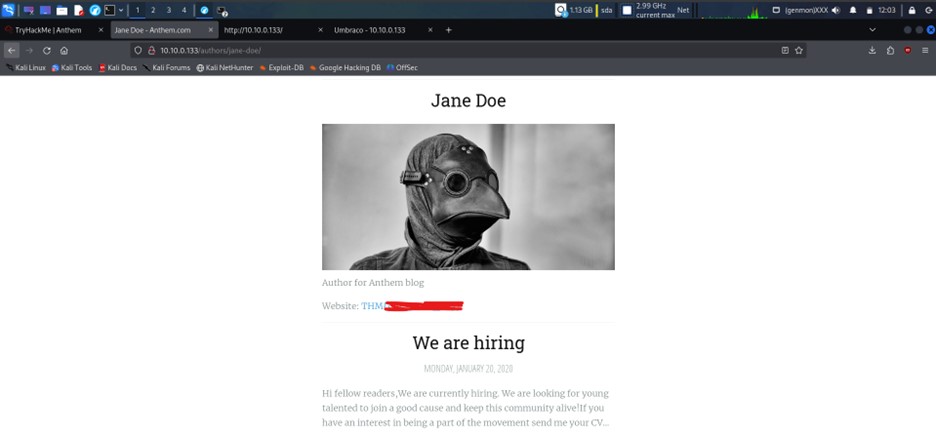 1 2 3 4 1.13 GB sda 2.99 GHz current max Net (genmon)XXX 12:03
TryHackMe | Anthem Jane Doe - Anthem.com http://10.10.0.133/ Umbraco - 10.10.0.133
10.10.0.133/authors/jane-doe/
Kali Linux Kali Tools Kali Docs Kali Forums Kali NetHunter Exploit-DB Google Hacking DB OffSec
Jane Doe
Author for Anthem blog
Website: THM
We are hiring
MONDAY, JANUARY 20, 2020
Hi fellow readers,We are currently hiring. We are looking for young
talented to join a good cause and keep this community alive!If you
have an interest in being a part of the movement send me your CV...